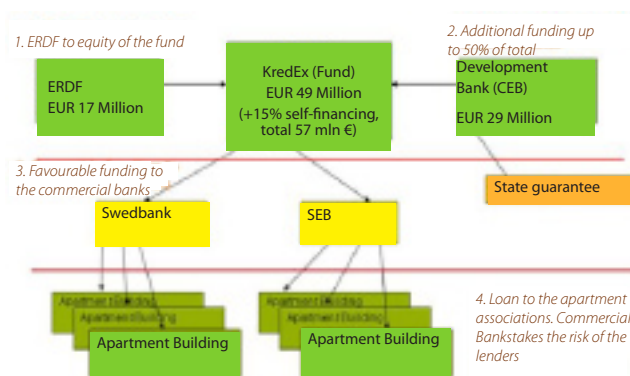 1. ERDF to equity of the fund
2. Additional funding up
to 50% of total
ERDF
EUR 17 Million
KredEx (Fund)
EUR 49 Million
(+15% self-financing,
total 57 mln €)
Development
Bank (CEB)
EUR 29 Million
3. Favourable funding to
the commercial banks
State guarantee
Swedbank
SEB
Apartment Building
Apartment Building
Apartment Building
Apartment Building
Apartment Building
Apartment Building
4. Loan to the apartment
associations. Commercial
Bankstakes the risk of the
lenders